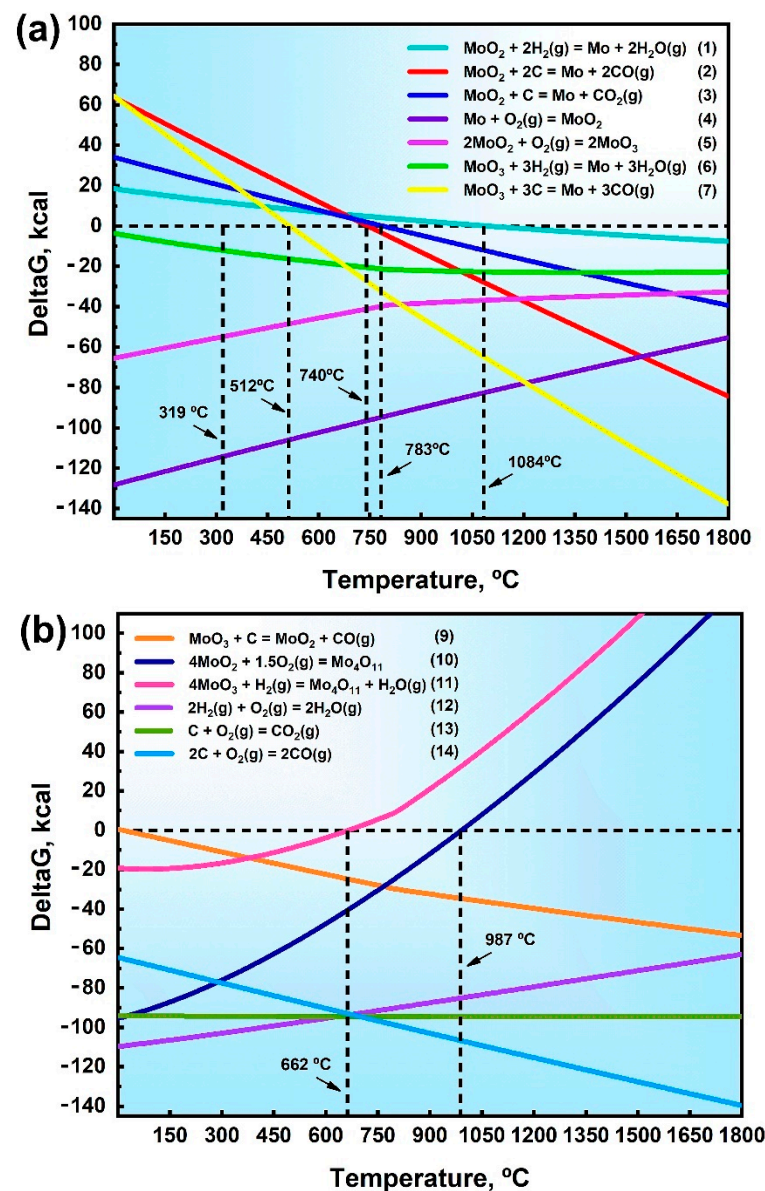 (a)
100
80
60
40
20
0
-20
-40
-60
-80
-100
-120
-140
DeltaG, kcal
MoO₂ + 2H₂(g) = Mo + 2H₂O(g) (1)
MoO₂ + 2C = Mo + 2CO(g) (2)
MoO₂ + C = Mo + CO₂(g) (3)
Mo + O₂(g) = MoO₂ (4)
2MoO₂ + O₂(g) = 2MoO₃ (5)
MoO₃ + 3H₂(g) = Mo + 3H₂O(g) (6)
MoO₃ + 3C = Mo + 3CO(g) (7)
319 ºC
512ºC
740ºC
783ºC
1084ºC
150 300 450 600 750 900 1050 1200 1350 1500 1650 1800
Temperature, ºC
(b)
100
80
60
40
20
0
-20
-40
-60
-80
-100
-120
-140
DeltaG, kcal
MoO₃ + C = MoO₂ + CO(g) (9)
4MoO₂ + 1.5O₂(g) = Mo₄O₁₁ (10)
4MoO₃ + H₂(g) = Mo₄O₁₁ + H₂O(g) (11)
2H₂(g) + O₂(g) = 2H₂O(g) (12)
C + O₂(g) = CO₂(g) (13)
2C + O₂(g) = 2CO(g) (14)
662 ºC
987 ºC
150 300 450 600 750 900 1050 1200 1350 1500 1650 1800
Temperature, ºC